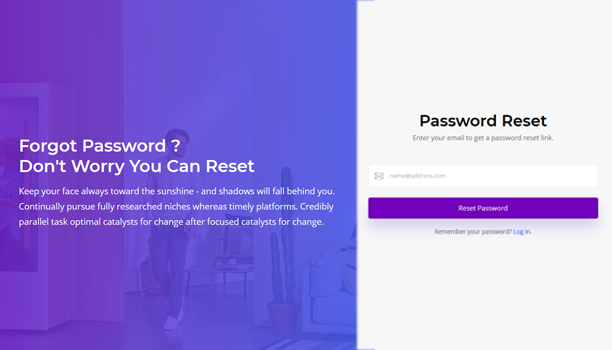 Forgot Password ?
Don't Worry You Can Reset
Keep your face always toward the sunshine - and shadows will fall behind you.
Continually pursue fully researched niches whereas timely platforms. Credibly
parallel task optimal catalysts for change after focused catalysts for change.
Password Reset
Enter your email to get a password reset link.
name@address.com
Reset Password
Remember your password? Log in.